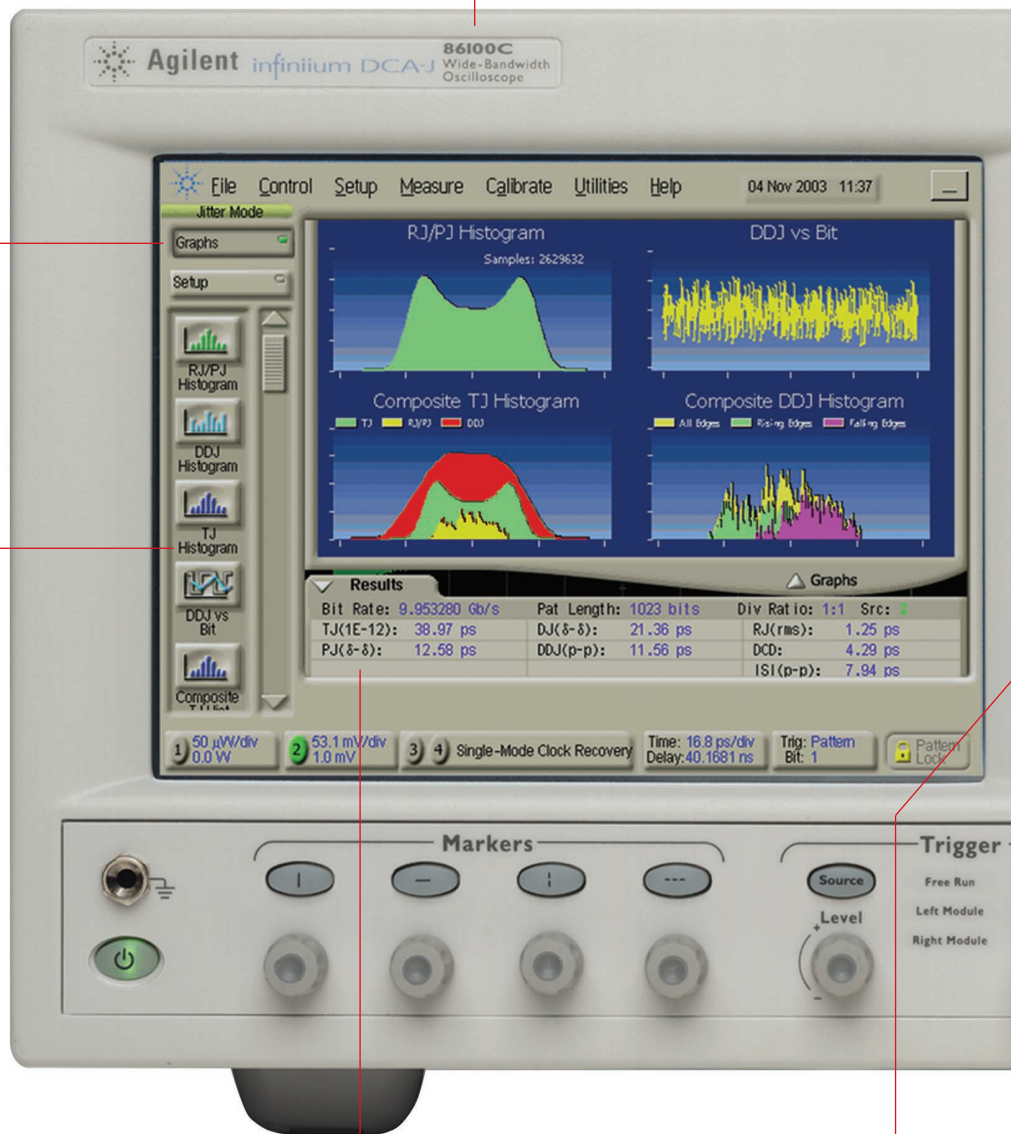 Agilent infiniium DCA-J 86100C
Wide-Bandwidth
Oscilloscope
File Control Setup Measure Calibrate Utilities Help 04 Nov 2003 11:37
Jitter Mode
Graphs
Setup
RJ/PJ
Histogram
DDJ
Histogram
TJ
Histogram
DDJ vs
Bit
Composite
RJ/PJ Histogram
Samples: 2629632
DDJ vs Bit
Composite TJ Histogram
TJ RJ/PJ DDJ
Composite DDJ Histogram
All Edges Rising Edges Falling Edges
Results
Graphs
Bit Rate: 9.953280 Gb/s Pat Length: 1023 bits Div Ratio: 1:1 Src: 2
TJ(1E-12): 38.97 ps DJ(δ-δ): 21.36 ps RJ(rms): 1.25 ps
PJ(δ-δ): 12.58 ps DDJ(p-p): 11.56 ps DCD: 4.29 ps
ISI(p-p): 7.94 ps
1) 50 µW/div
0.0 W
2) 53.1 mV/div
1.0 mV
3) 4) Single-Mode Clock Recovery
Time: 16.8 ps/div
Delay:40.1681 ns
Trig: Pattern
Bit: 1
Pattern
Lock
Markers
Trigger
Source
Free Run
Level
Left Module
Right Module